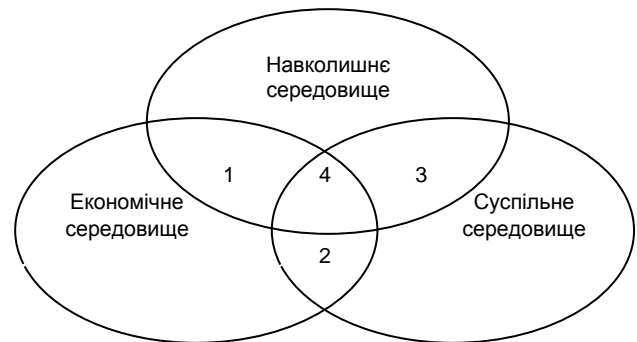 Навколишнє
середовище
1
4
3
Економічне
середовище
Суспільне
середовище
2